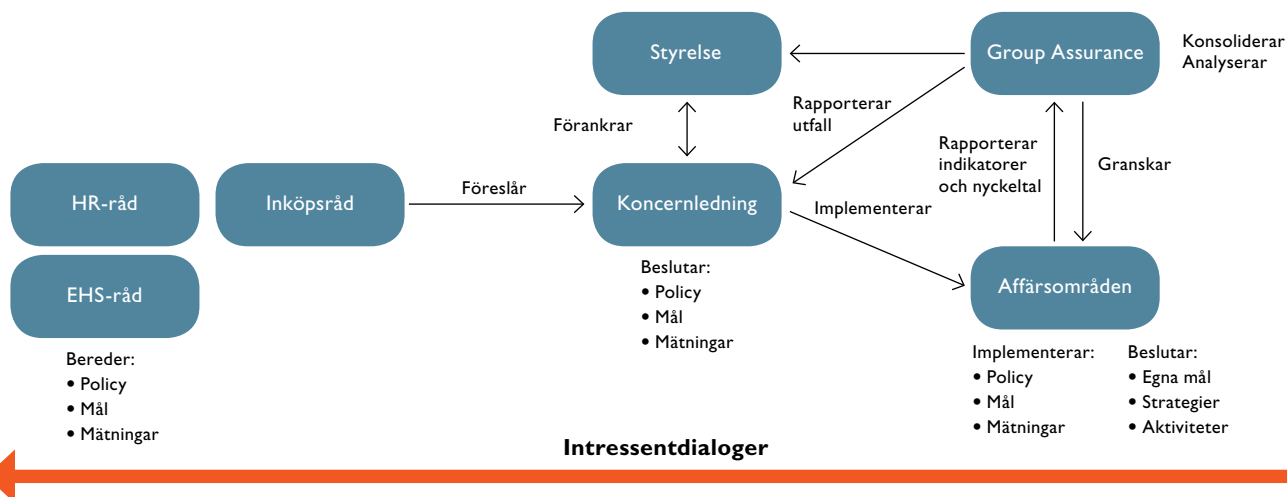 Styrelse
Group Assurance
Konsoliderar
Analyserar
Förankrar
Rapporterar
utfall
Rapporterar
indikatorer
och nyckeltal
Granskar
HR-råd
Inköpsråd
Föreslår
Koncernledning
Implementerar
EHS-råd
Affärsområden
Beslutar:
• Policy
• Mål
• Mätningar
Bereder:
• Policy
• Mål
• Mätningar
Implementerar:
• Policy
• Mål
• Mätningar
Beslutar:
• Egna mål
• Strategier
• Aktiviteter
Intressentdialoger